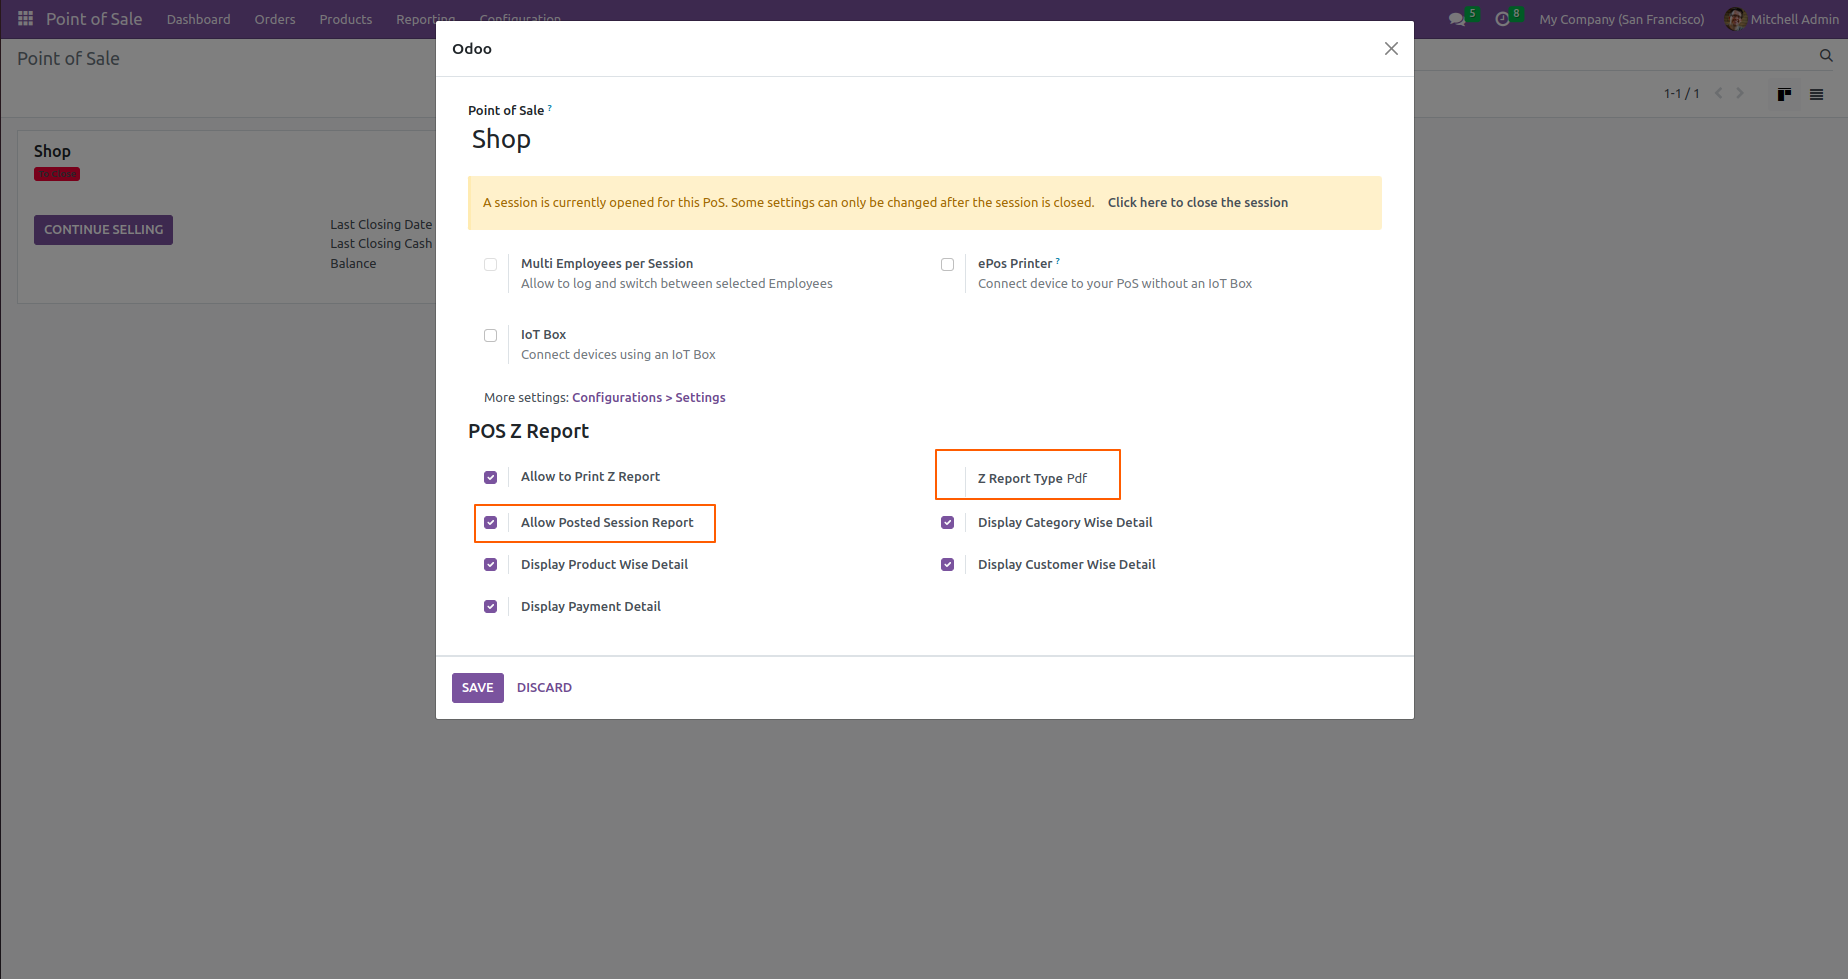 Point of Sale Dashboard Orders Products Reporting Configuration 5 8 My Company (San Francisco) Mitchell Admin
Point of Sale
1-1 / 1
Shop
CONTINUE SELLING
Last Closing Date
Last Closing Cash
Balance
Odoo
Point of Sale ?
Shop
A session is currently opened for this PoS. Some settings can only be changed after the session is closed. Click here to close the session
Multi Employees per Session
Allow to log and switch between selected Employees
ePos Printer ?
Connect device to your PoS without an IoT Box
IoT Box
Connect devices using an IoT Box
More settings: Configurations > Settings
POS Z Report
Allow to Print Z Report
Z Report Type Pdf
Allow Posted Session Report
Display Category Wise Detail
Display Product Wise Detail
Display Customer Wise Detail
Display Payment Detail
SAVE DISCARD